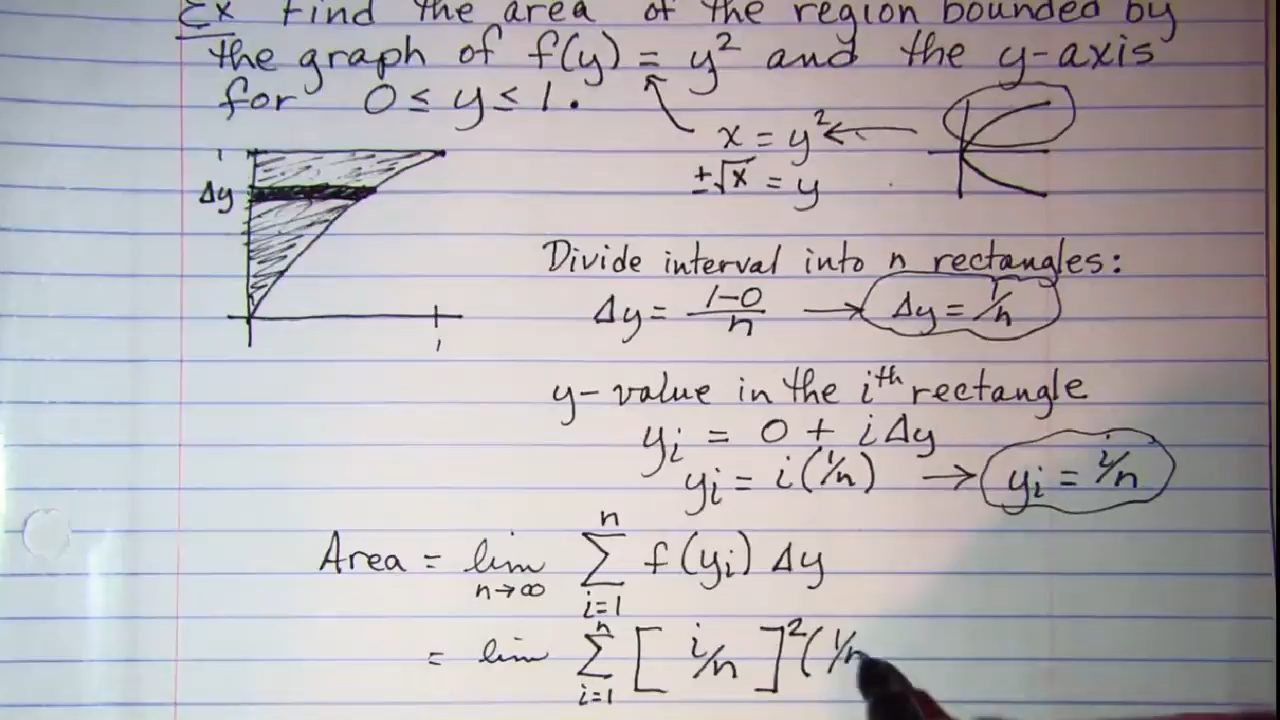 Ex Find the area of the region bounded by
the graph of f(y) = y² and the y-axis
for 0 ≤ y ≤ 1.
x = y²
±√x = y
1
Δy
1
Divide interval into n rectangles:
Δy = (1-0)/n → Δy = 1/n
y-value in the iᵗʰ rectangle
yᵢ = 0 + iΔy
yᵢ = i(1/n) → yᵢ = i/n
Area = lim n→∞ ∑ i=1 n f(yᵢ) Δy
= lim ∑ i=1 n [ i/n ]² (1/n